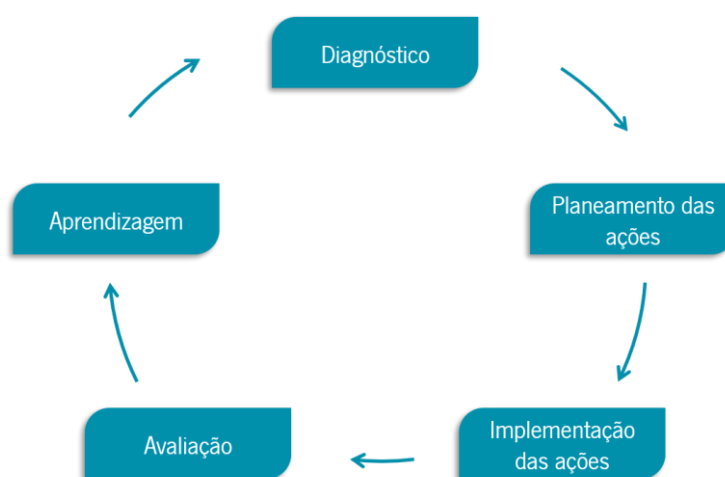 Diagnóstico
Planeamento das
ações
Implementação
das ações
Avaliação
Aprendizagem